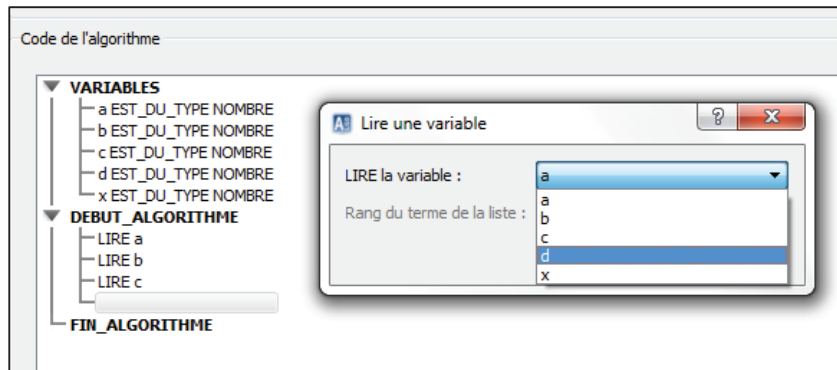 Code de l'algorithme
VARIABLES
a EST_DU_TYPE NOMBRE
b EST_DU_TYPE NOMBRE
c EST_DU_TYPE NOMBRE
d EST_DU_TYPE NOMBRE
x EST_DU_TYPE NOMBRE
DEBUT_ALGORITHME
LIRE a
LIRE b
LIRE c
FIN_ALGORITHME
Lire une variable
LIRE la variable :
a
Rang du terme de la liste :
a
b
c
d
x